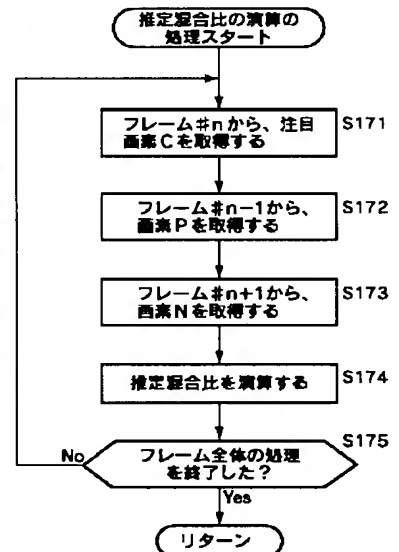 推定混合比の演算の
処理スタート
フレーム#nから、注目
画素Cを取得する
S171
フレーム#n−1から、
画素Pを取得する
S172
フレーム#n+1から、
画素Nを取得する
S173
推定混合比を演算する
S174
フレーム全体の処理
を終了した?
S175
No
Yes
リターン